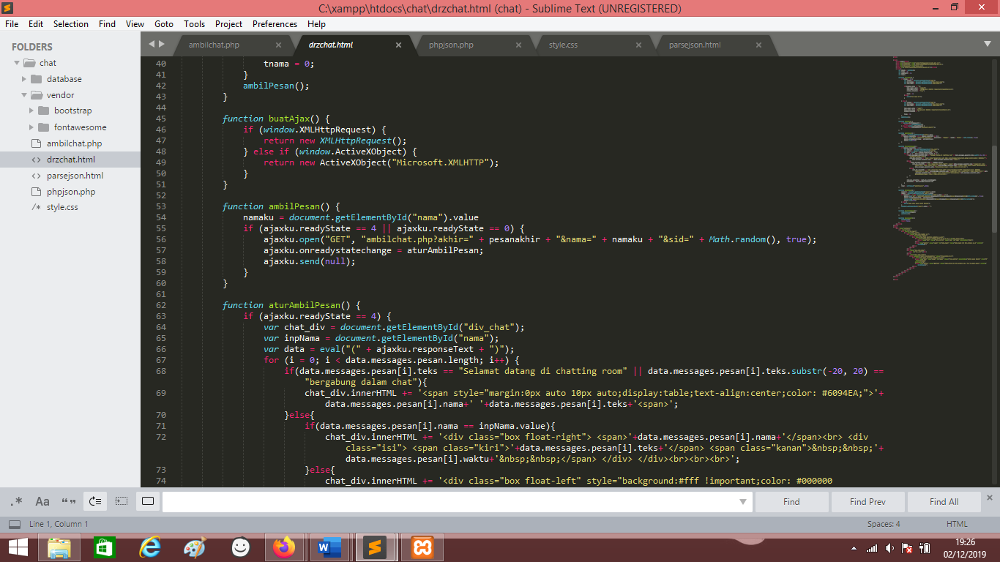 C:\xampp\htdocs\chat\drzchat.html (chat) - Sublime Text (UNREGISTERED)
File Edit Selection Find View Goto Tools Project Preferences Help
FOLDERS
chat
database
vendor
bootstrap
fontawesome
ambilchat.php
drzchat.html
parsejson.html
phpjson.php
/* style.css
ambilchat.php × drzchat.html × phpjson.php × style.css × parsejson.html ×
40 tnama = 0;
41 }
42 ambilPesan();
43 }
44
45 function buatAjax() {
46 if (window.XMLHttpRequest) {
47 return new XMLHttpRequest();
48 } else if (window.ActiveXObject) {
49 return new ActiveXObject("Microsoft.XMLHTTP");
50 }
51 }
52
53 function ambilPesan() {
54 namaku = document.getElementById("nama").value
55 if (ajaxku.readyState == 4 || ajaxku.readyState == 0) {
56 ajaxku.open("GET", "ambilchat.php?akhir=" + pesanakhir + "&nama=" + namaku + "&sid=" + Math.random(), true);
57 ajaxku.onreadystatechange = aturAmbilPesan;
58 ajaxku.send(null);
59 }
60 }
61
62 function aturAmbilPesan() {
63 if (ajaxku.readyState == 4) {
64 var chat_div = document.getElementById("div_chat");
65 var inpNama = document.getElementById("nama");
66 var data = eval("(" + ajaxku.responseText + ")");
67 for (i = 0; i < data.messages.pesan.length; i++) {
68 if(data.messages.pesan[i].teks == "Selamat datang di chatting room" || data.messages.pesan[i].teks.substr(-20, 20) ==
"bergabung dalam chat"){
69 chat_div.innerHTML += '<span style="margin:0px auto 10px auto;display:table;text-align:center;color: #6094EA;">'+
data.messages.pesan[i].nama+' '+data.messages.pesan[i].teks+'<span>';
70 }else{
71 if(data.messages.pesan[i].nama == inpNama.value){
72 chat_div.innerHTML += '<div class="box float-right"> <span>'+data.messages.pesan[i].nama+'</span><br> <div
class="isi"> <span class="kiri">'+data.messages.pesan[i].teks+'</span> <span class="kanan">&nbsp;&nbsp;'+
data.messages.pesan[i].waktu+'&nbsp;&nbsp;</span> </div> </div><br><br><br>';
73 }else{
74 chat_div.innerHTML += '<div class="box float-left" style="background:#fff !important;color: #000000
.* Aa “” Find Find Prev Find All ×
Line 1, Column 1 Spaces: 4 HTML
19:26
02/12/2019